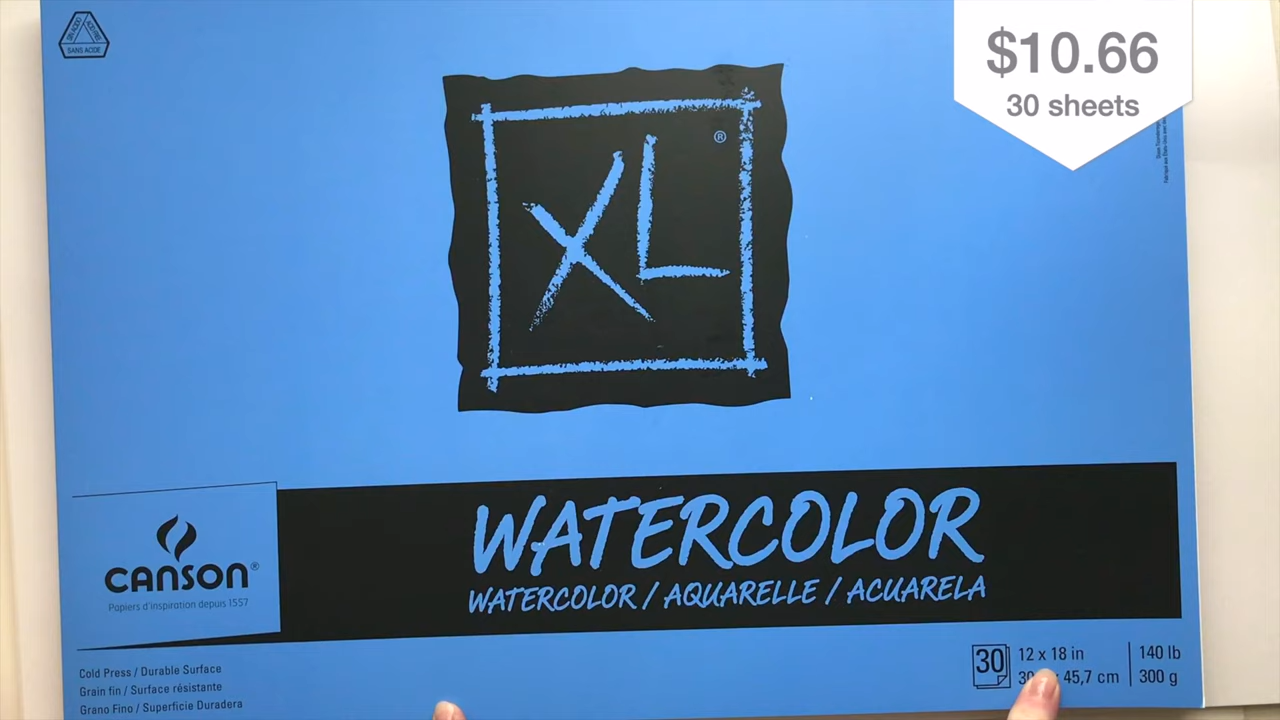 SANS ACIDE
$10.66
30 sheets
XL®
CANSON®
Papiers d'inspiration depuis 1557
WATERCOLOR
WATERCOLOR / AQUARELLE / ACUARELA
Cold Press / Durable Surface
Grain fin / Surface résistante
Grano Fino / Superficie Duradera
30
12 x 18 in
45,7 cm
140 lb
300 g